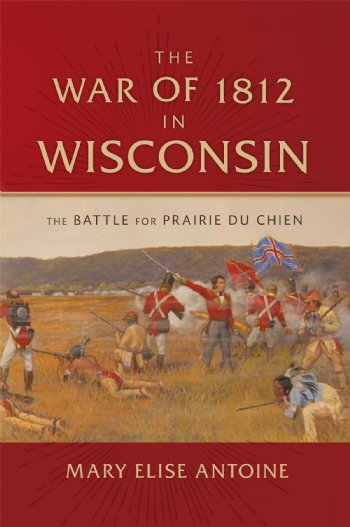 THE
WAR OF 1812
IN
WISCONSIN
THE BATTLE FOR PRAIRIE DU CHIEN
MARY ELISE ANTOINE